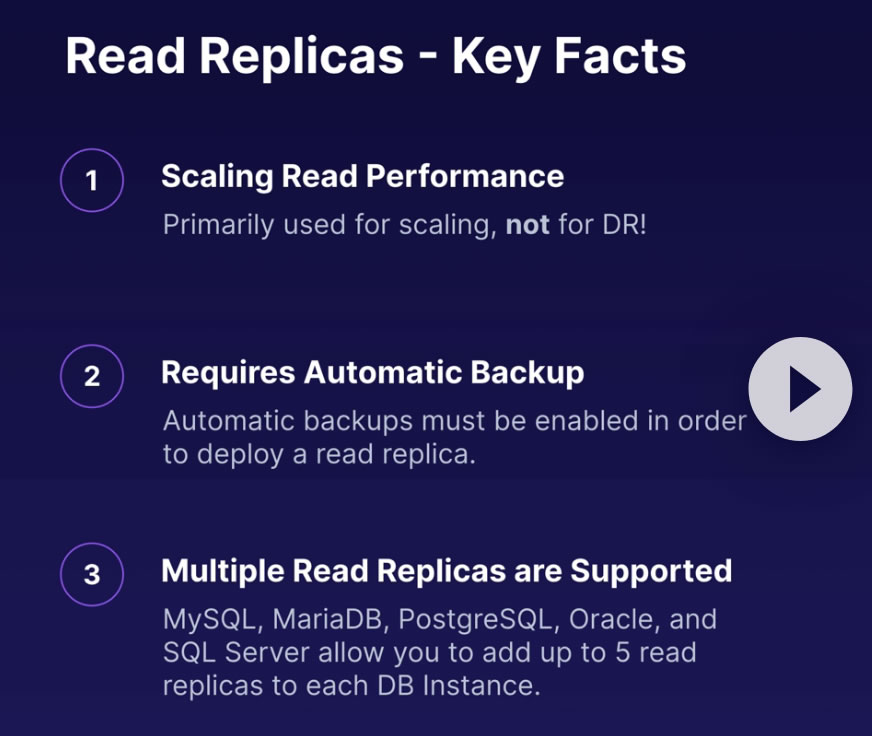 Read Replicas - Key Facts
1
Scaling Read Performance
Primarily used for scaling, not for DR!
2
Requires Automatic Backup
Automatic backups must be enabled in order
to deploy a read replica.
3
Multiple Read Replicas are Supported
MySQL, MariaDB, PostgreSQL, Oracle, and
SQL Server allow you to add up to 5 read
replicas to each DB Instance.